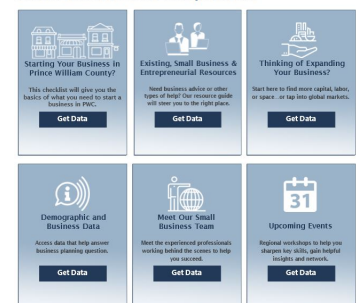 Starting Your Business in
Prince William County?
This checklist will give you the
basics of what you need to start a
business in PWC.
Get Data
Existing, Small Business &
Entrepreneurial Resources
Need business advice or other
types of help? Our resource guide
will steer you to the right place.
Get Data
Thinking of Expanding
Your Business?
Start here to find more capital, labor,
or space . or tap into global markets.
Get Data
Demographic and
Business Data
Access data that help answer
business planning question.
Get Data
Meet Our Small
Business Team
Meet the experienced professionals
working behind the scenes to help
you succeed.
Get Data
31
Upcoming Events
Regional workshops to help you
sharpen key skills, gain helpful
insights and network.
Get Data